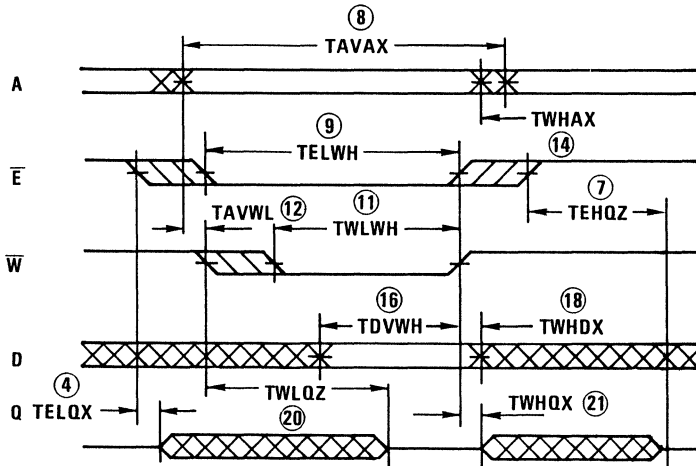 ⑧
TAVAX
A
TWHAX
⑨
TELWH
⑭
E̅
⑦
TEHQZ
TAVWL ⑫
⑪
TWLWH
W̅
⑯
TDVWH
⑱
TWHDX
D
④
TELQX
Q
TWLQZ
⑳
TWHQX ㉑